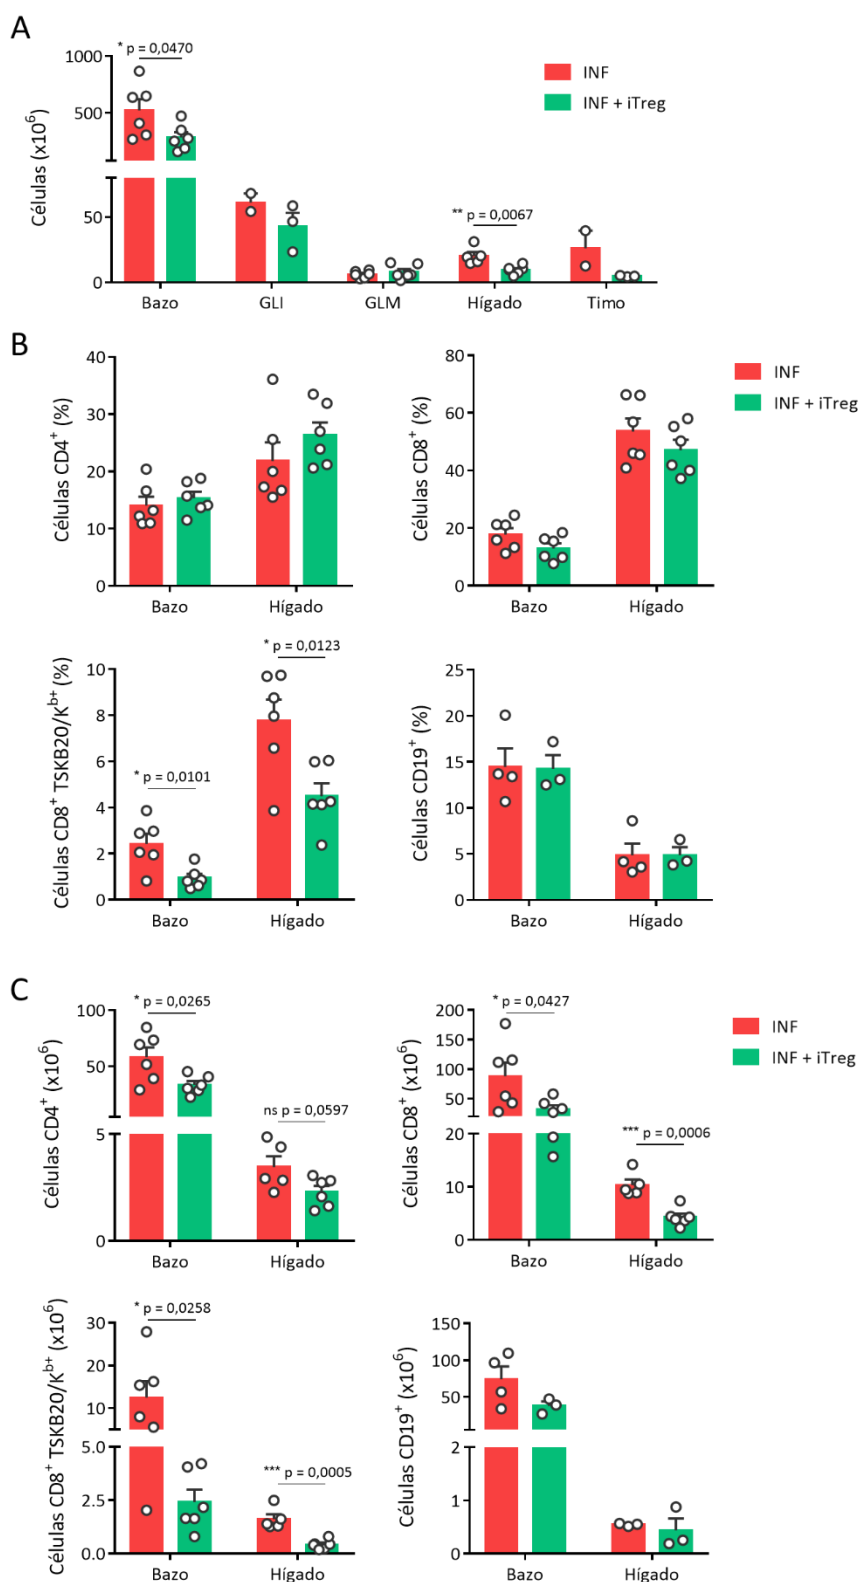 A
* p = 0,0470
1000
500
50
0
Células (x10⁶)
INF
INF + iTreg
** p = 0,0067
Bazo GLI GLM Hígado Timo
B
40
30
20
10
0
Células CD4⁺ (%)
Bazo Hígado
80
60
40
20
0
Células CD8⁺ (%)
Bazo Hígado
INF
INF + iTreg
* p = 0,0123
* p = 0,0101
10
8
6
4
2
0
Células CD8⁺ TSKB20/Kᵇ⁺ (%)
Bazo Hígado
25
20
15
10
5
0
Células CD19⁺ (%)
Bazo Hígado
C
* p = 0,0265
100
50
5
0
Células CD4⁺ (x10⁶)
ns p = 0,0597
Bazo Hígado
* p = 0,0427
200
150
100
50
20
10
0
Células CD8⁺ (x10⁶)
*** p = 0,0006
Bazo Hígado
INF
INF + iTreg
* p = 0,0258
30
20
10
5.0
2.5
0.0
Células CD8⁺ TSKB20/Kᵇ⁺ (x10⁶)
*** p = 0,0005
Bazo Hígado
150
100
50
2
1
0
Células CD19⁺ (x10⁶)
Bazo Hígado